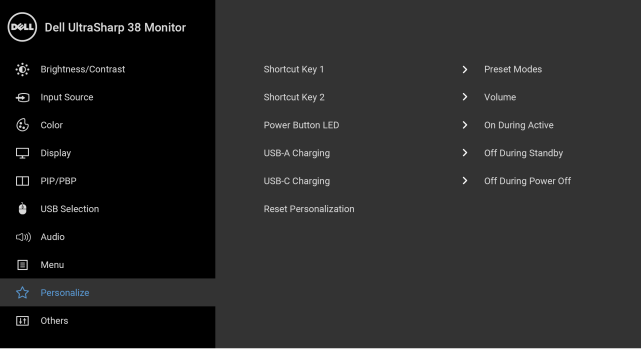 DELL Dell UltraSharp 38 Monitor
Brightness/Contrast
Shortcut Key 1 Preset Modes
Input Source
Shortcut Key 2 Volume
Color
Power Button LED On During Active
Display
USB-A Charging Off During Standby
PIP/PBP
USB-C Charging Off During Power Off
USB Selection
Reset Personalization
Audio
Menu
Personalize
Others